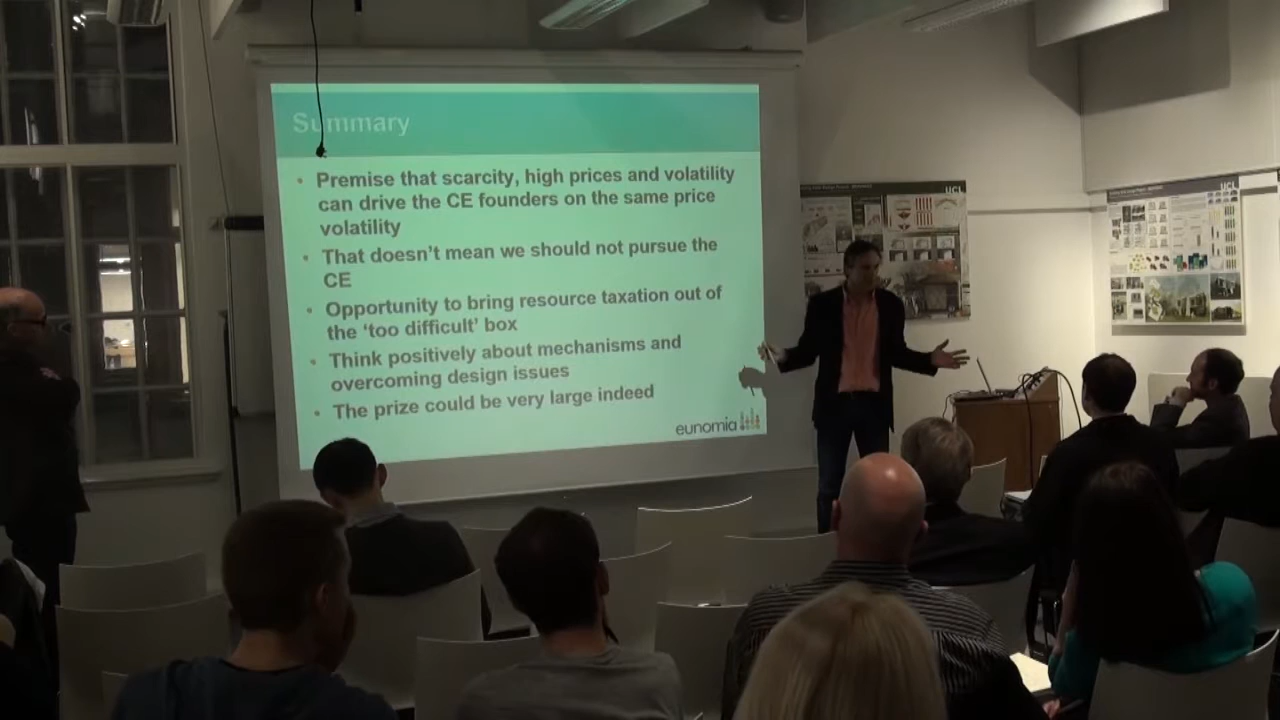 Summary
• Premise that scarcity, high prices and volatility
can drive the CE founders on the same price
volatility
• That doesn’t mean we should not pursue the
CE
• Opportunity to bring resource taxation out of
the ‘too difficult’ box
• Think positively about mechanisms and
overcoming design issues
• The prize could be very large indeed
eunomia
UCL
UCL